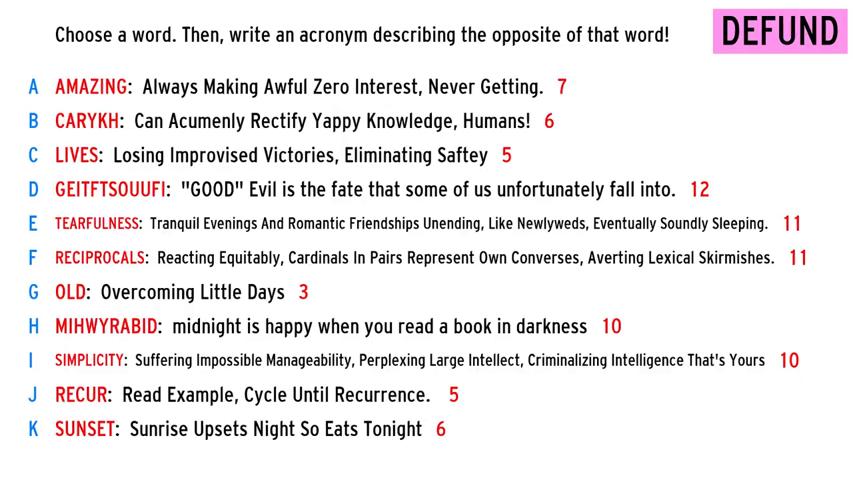 Choose a word. Then, write an acronym describing the opposite of that word!
DEFUND
A AMAZING: Always Making Awful Zero Interest, Never Getting. 7
B CARYKH: Can Acumenly Rectify Yappy Knowledge, Humans! 6
C LIVES: Losing Improvised Victories, Eliminating Saftey 5
D GEITFTSOUUFI: "GOOD" Evil is the fate that some of us unfortunately fall into. 12
E TEARFULNESS: Tranquil Evenings And Romantic Friendships Unending, Like Newlyweds, Eventually Soundly Sleeping. 11
F RECIPROCALS: Reacting Equitably, Cardinals In Pairs Represent Own Converses, Averting Lexical Skirmishes. 11
G OLD: Overcoming Little Days 3
H MIHWYRABID: midnight is happy when you read a book in darkness 10
I SIMPLICITY: Suffering Impossible Manageability, Perplexing Large Intellect, Criminalizing Intelligence That's Yours 10
J RECUR: Read Example, Cycle Until Recurrence. 5
K SUNSET: Sunrise Upsets Night So Eats Tonight 6